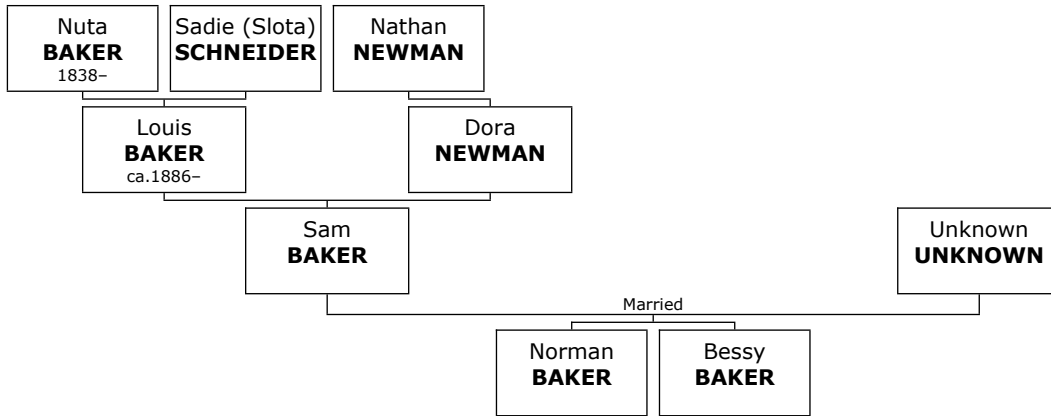 Nuta
BAKER
1838–
Sadie (Slota)
SCHNEIDER
Nathan
NEWMAN
Louis
BAKER
ca.1886–
Dora
NEWMAN
Sam
BAKER
Unknown
UNKNOWN
Married
Norman
BAKER
Bessy
BAKER